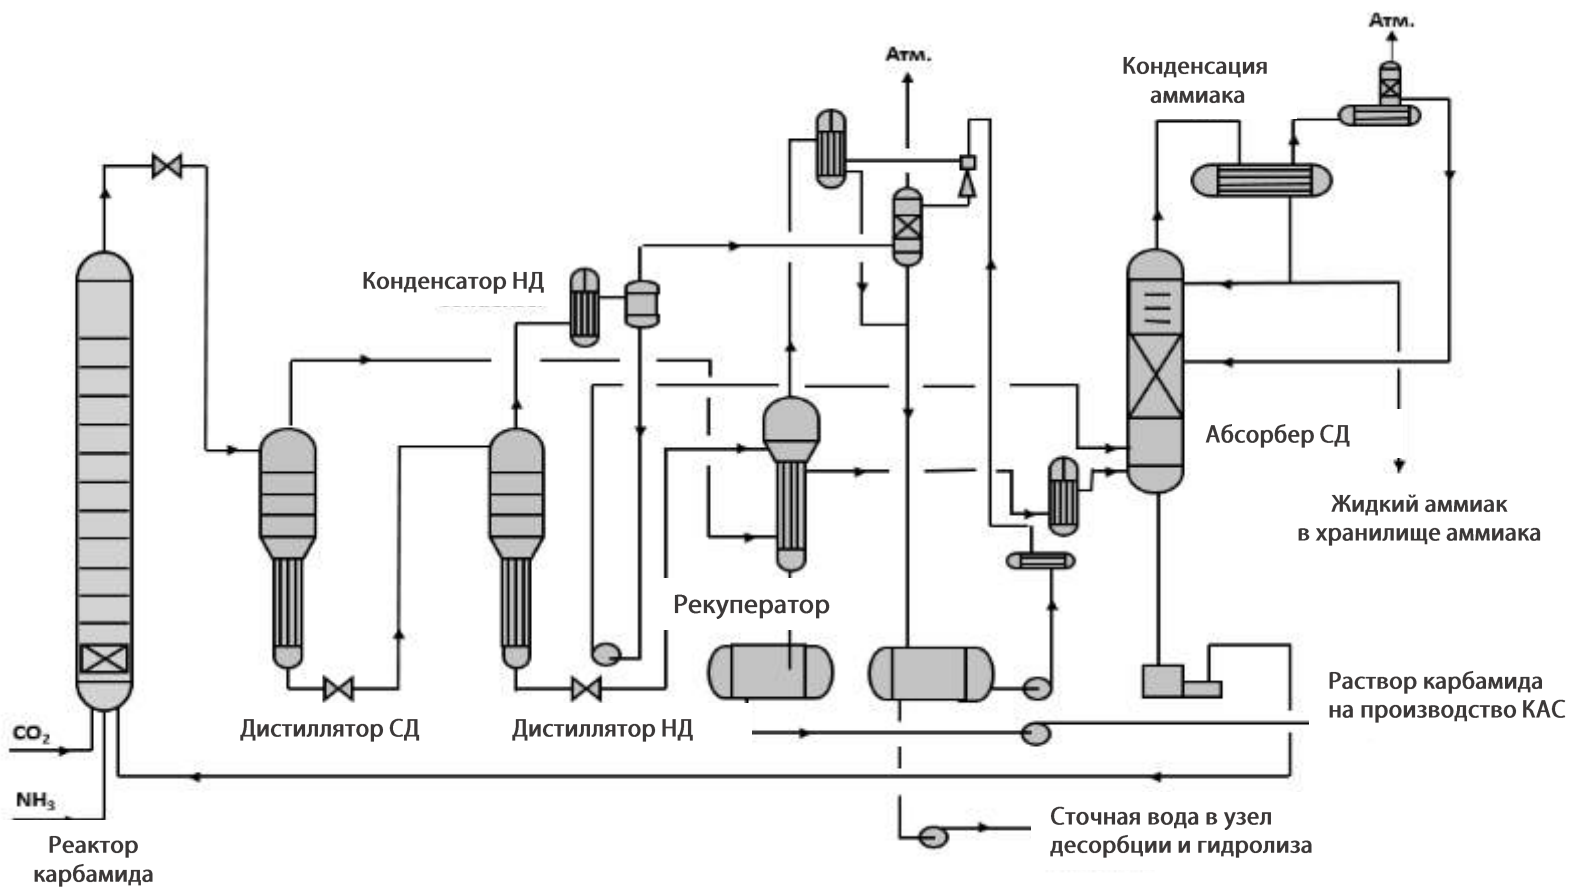 Атм.
Атм.
Конденсация
аммиака
Конденсатор НД
Абсорбер СД
Жидкий аммиак
в хранилище аммиака
Рекуператор
Раствор карбамида
на производство КАС
Дистиллятор СД
Дистиллятор НД
CO₂
NH₃
Сточная вода в узел
десорбции и гидролиза
Реактор
карбамида